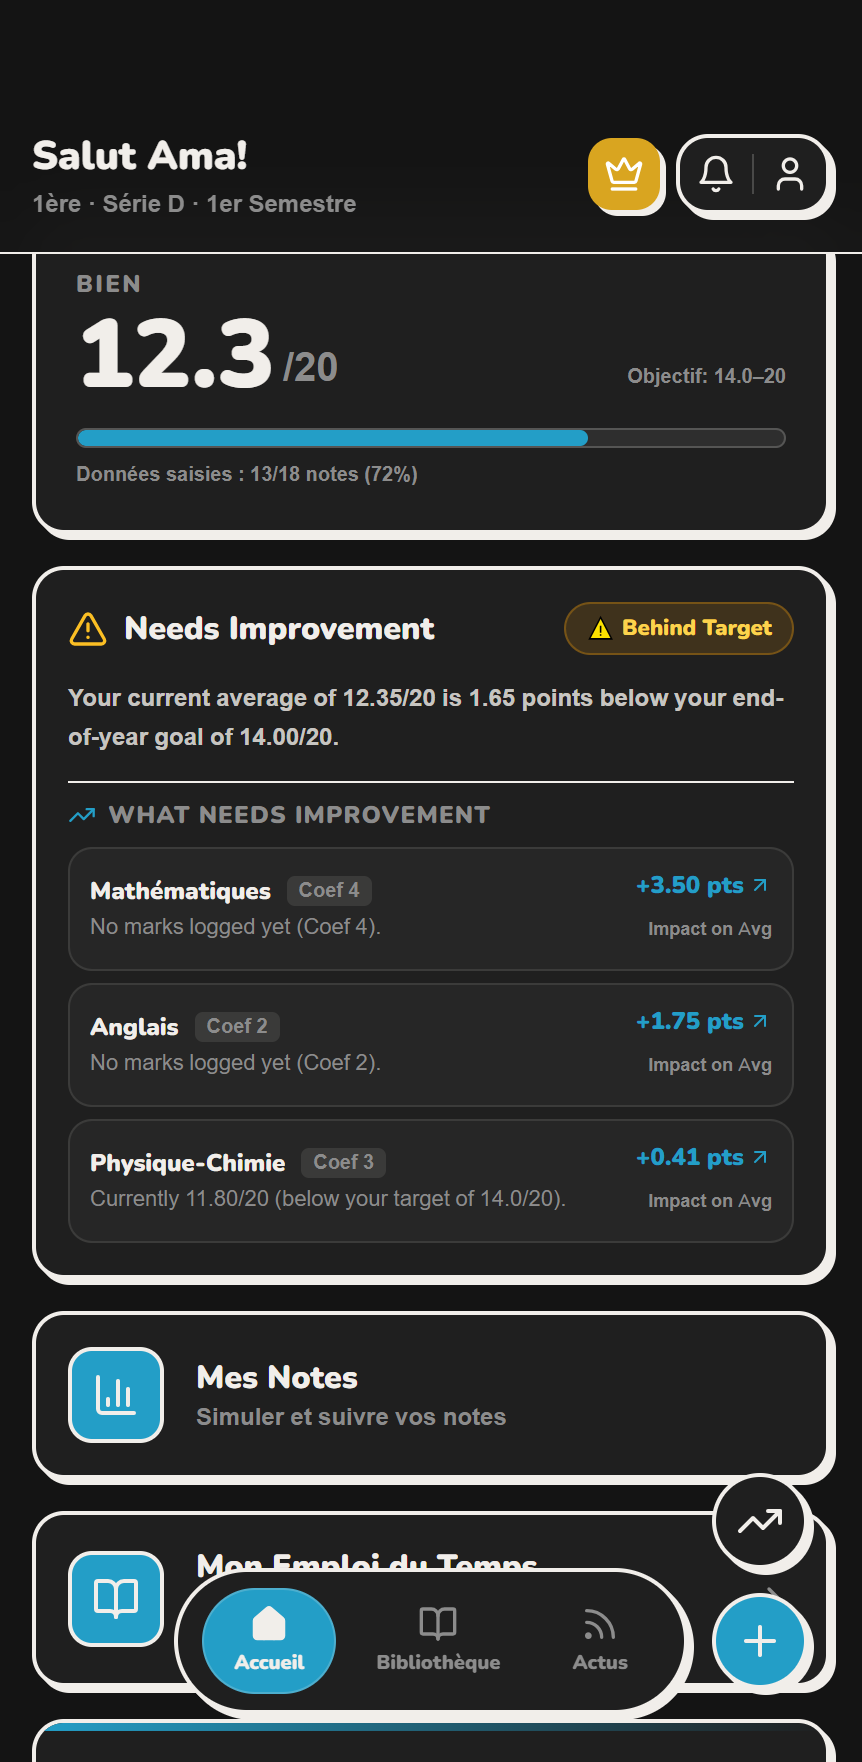 Salut Ama!
1ère · Série D · 1er Semestre
BIEN
12.3 /20
Objectif: 14.0–20
Données saisies : 13/18 notes (72%)
Needs Improvement
Behind Target
Your current average of 12.35/20 is 1.65 points below your end-
of-year goal of 14.00/20.
WHAT NEEDS IMPROVEMENT
Mathématiques Coef 4
+3.50 pts
No marks logged yet (Coef 4).
Impact on Avg
Anglais Coef 2
+1.75 pts
No marks logged yet (Coef 2).
Impact on Avg
Physique-Chimie Coef 3
+0.41 pts
Currently 11.80/20 (below your target of 14.0/20).
Impact on Avg
Mes Notes
Simuler et suivre vos notes
Mon Emploi du Temps
Accueil
Bibliothèque
Actus